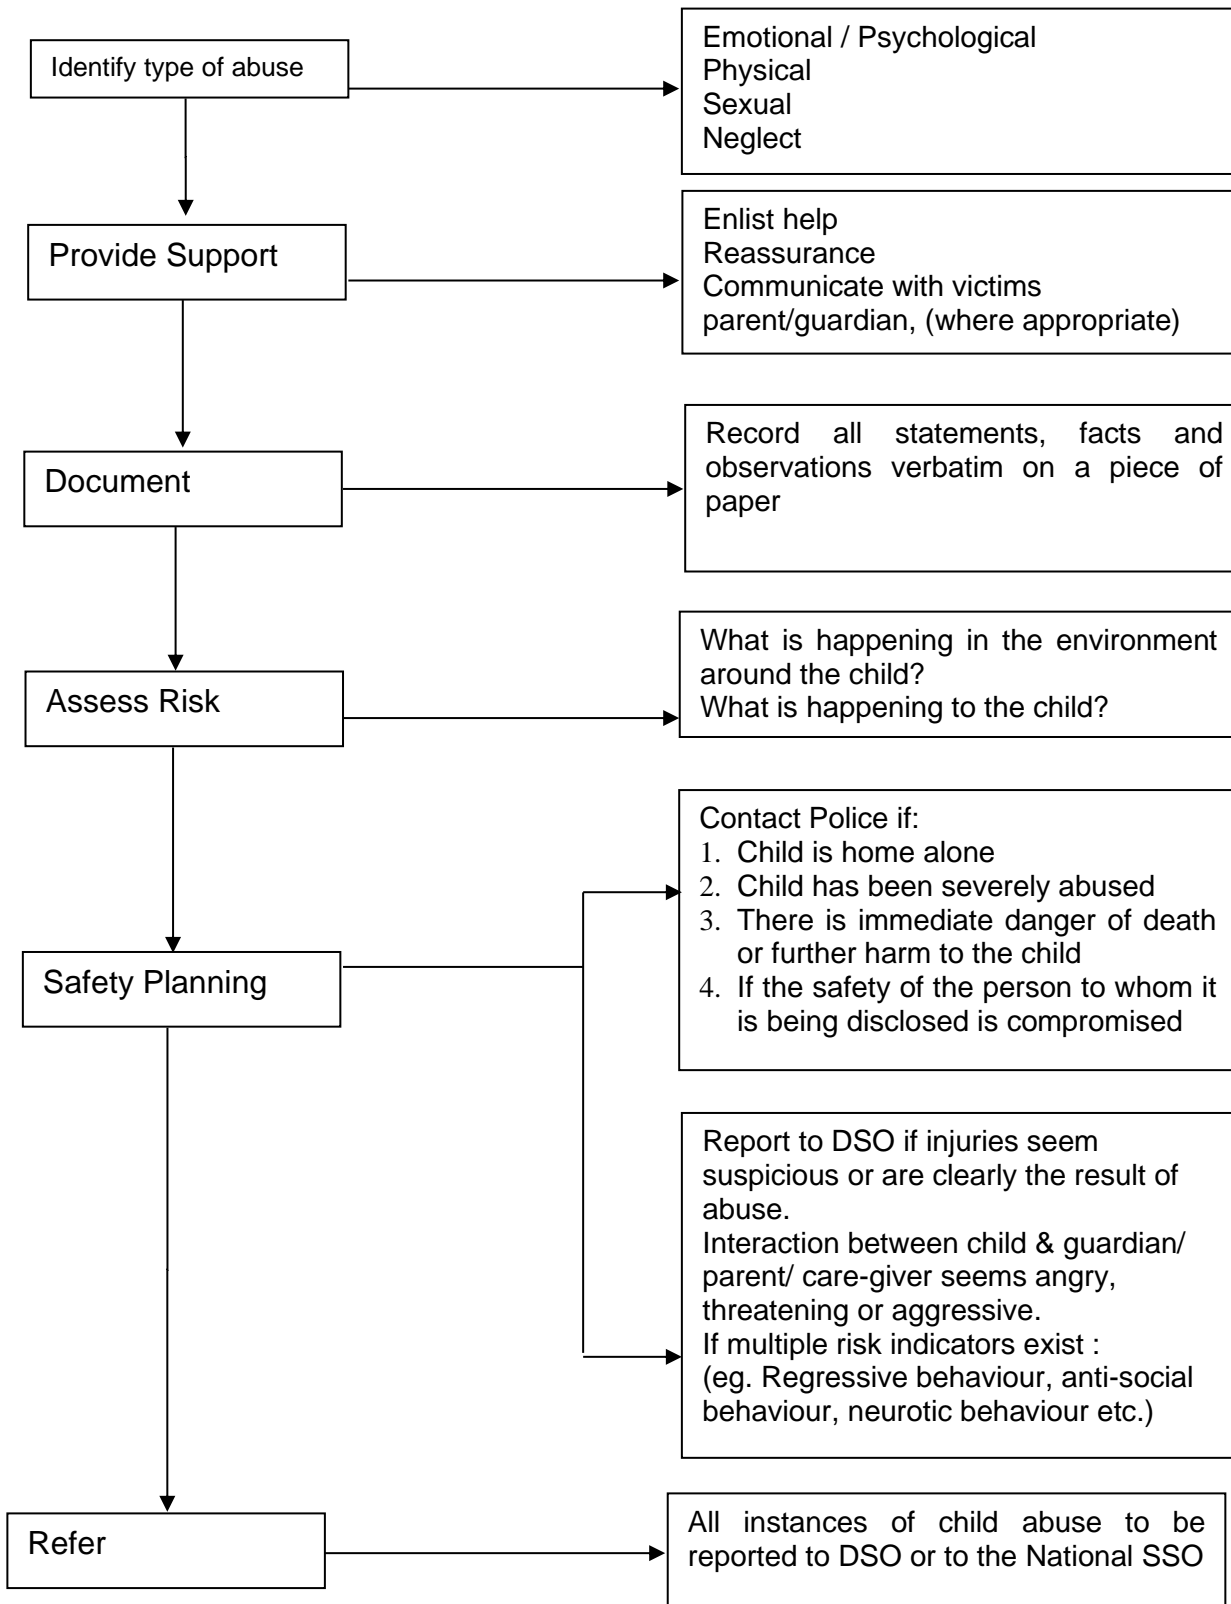 Identify type of abuse
Emotional / Psychological
Physical
Sexual
Neglect
Provide Support
Enlist help
Reassurance
Communicate with victims
parent/guardian, (where appropriate)
Document
Record all statements, facts and
observations verbatim on a piece of
paper
Assess Risk
What is happening in the environment
around the child?
What is happening to the child?
Safety Planning
Contact Police if:
1. Child is home alone
2. Child has been severely abused
3. There is immediate danger of death
or further harm to the child
4. If the safety of the person to whom it
is being disclosed is compromised
Report to DSO if injuries seem
suspicious or are clearly the result of
abuse.
Interaction between child & guardian/
parent/ care-giver seems angry,
threatening or aggressive.
If multiple risk indicators exist :
(eg. Regressive behaviour, anti-social
behaviour, neurotic behaviour etc.)
Refer
All instances of child abuse to be
reported to DSO or to the National SSO